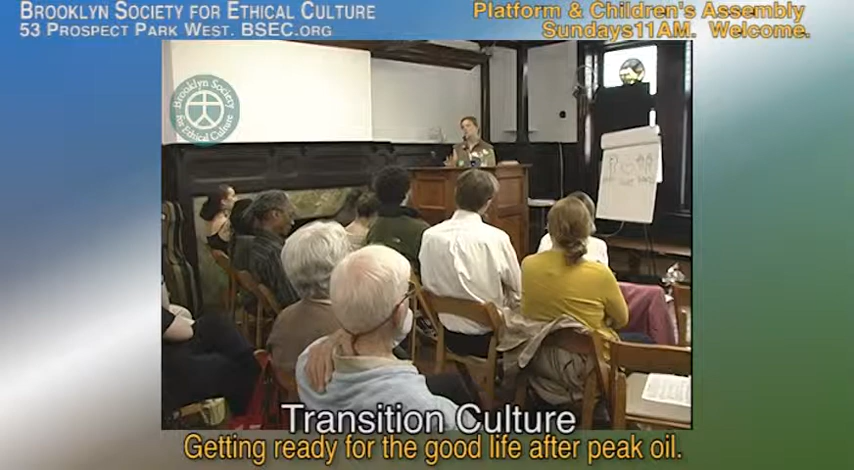 BROOKLYN SOCIETY FOR ETHICAL CULTURE
53 PROSPECT PARK WEST. BSEC.ORG
Platform & Children's Assembly
Sundays11AM. Welcome.
Brooklyn Society
for Ethical Culture
Transition Culture
Getting ready for the good life after peak oil.